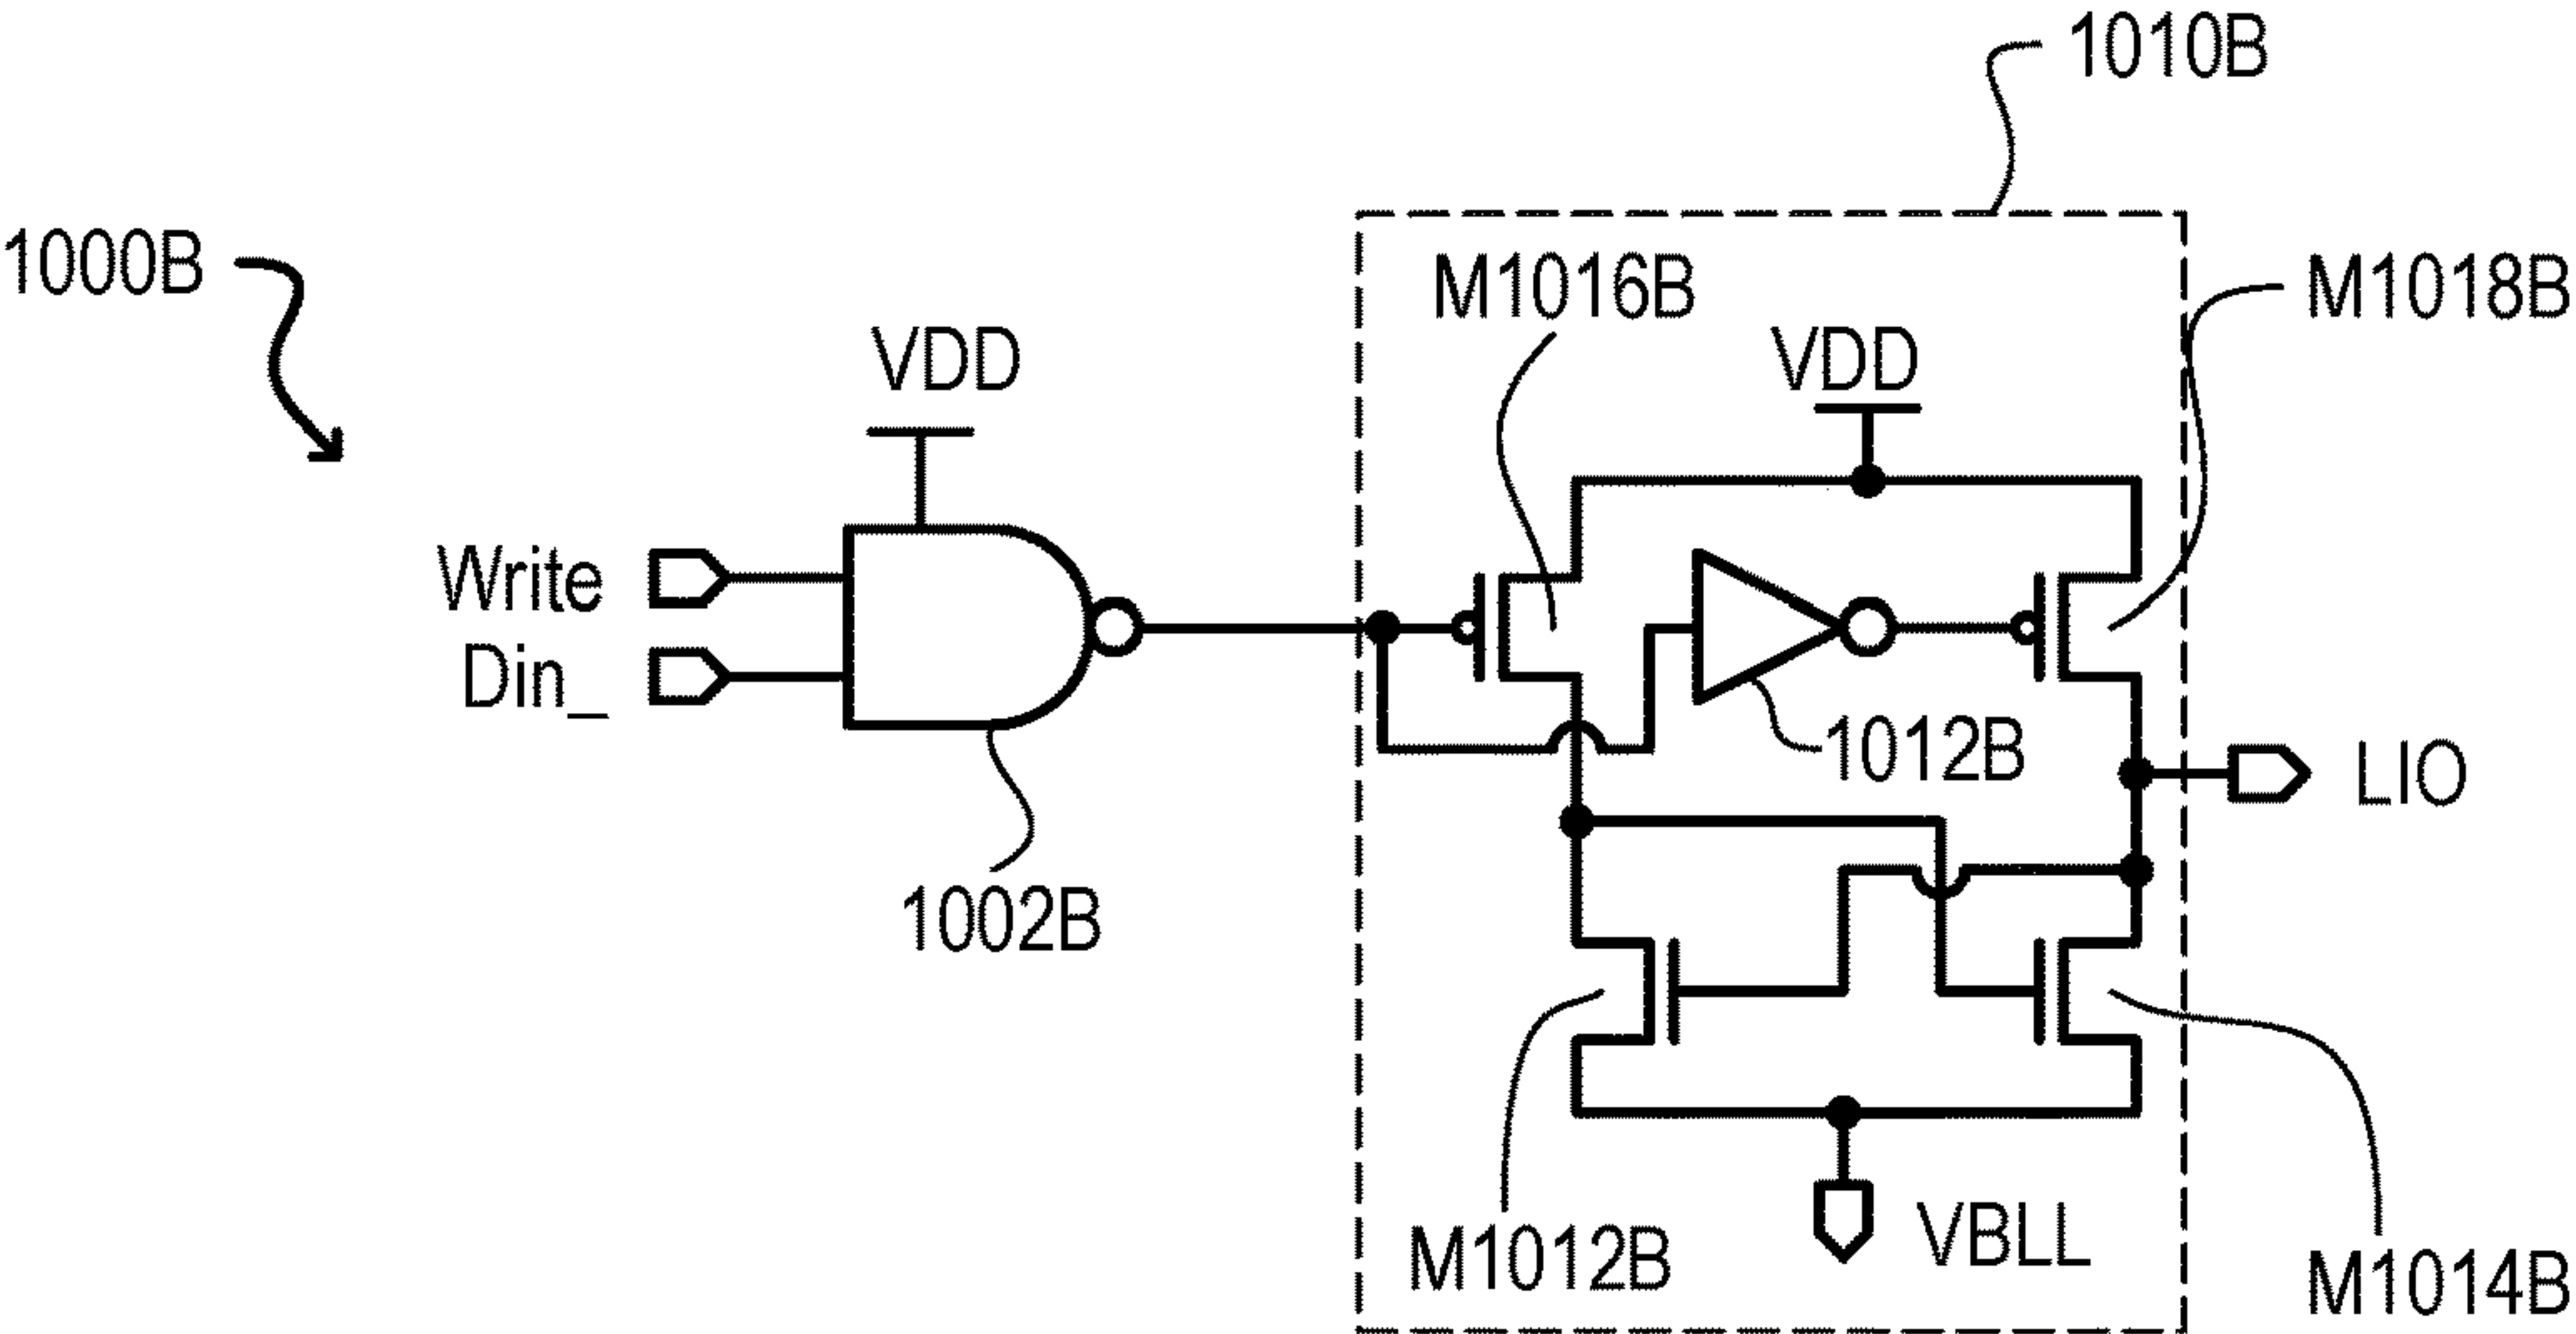 1010B
1000B
M1016B
M1018B
VDD
VDD
Write
Din_
1012B
LIO
1002B
VBLL
M1012B
M1014B